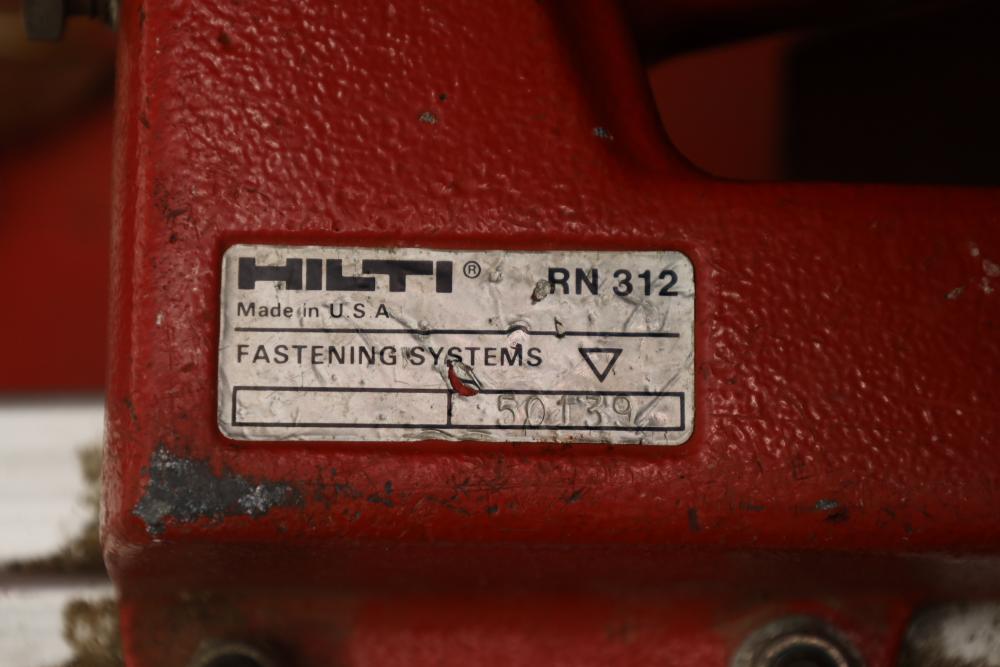 HILTI® RN 312
Made in U.S.A
FASTENING SYSTEMS
50139